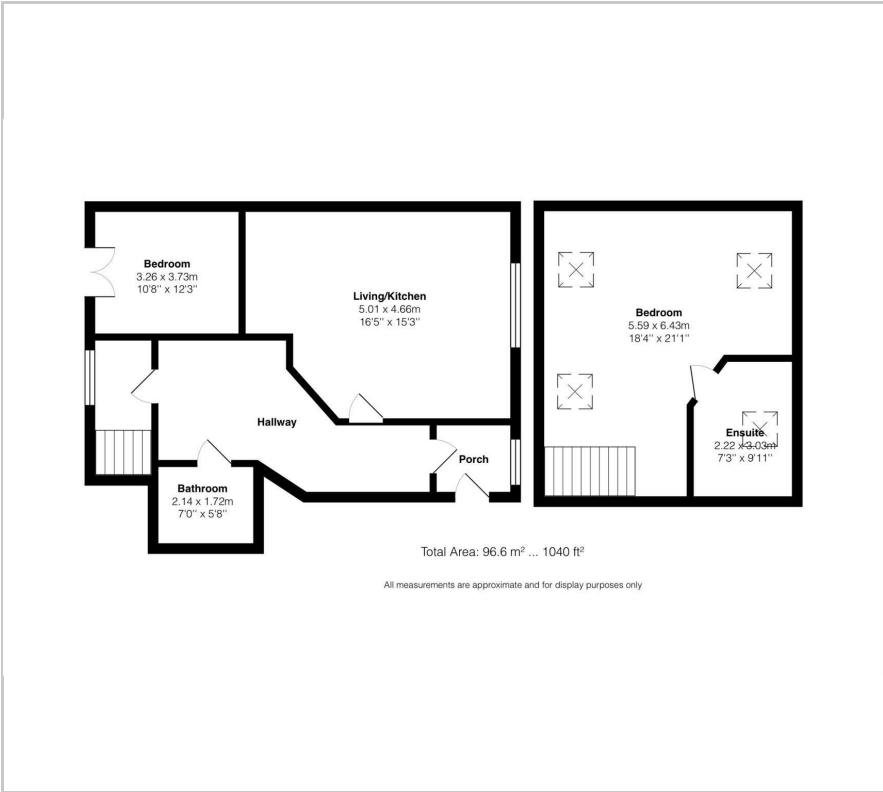 Bedroom
3.26 x 3.73m
10'8'' x 12'3''
Living/Kitchen
5.01 x 4.66m
16'5'' x 15'3''
Hallway
Porch
Bathroom
2.14 x 1.72m
7'0'' x 5'8''
Bedroom
5.59 x 6.43m
18'4'' x 21'1''
Ensuite
2.22 x 3.03m
7'3'' x 9'11''
Total Area: 96.6 m² ... 1040 ft²
All measurements are approximate and for display purposes only